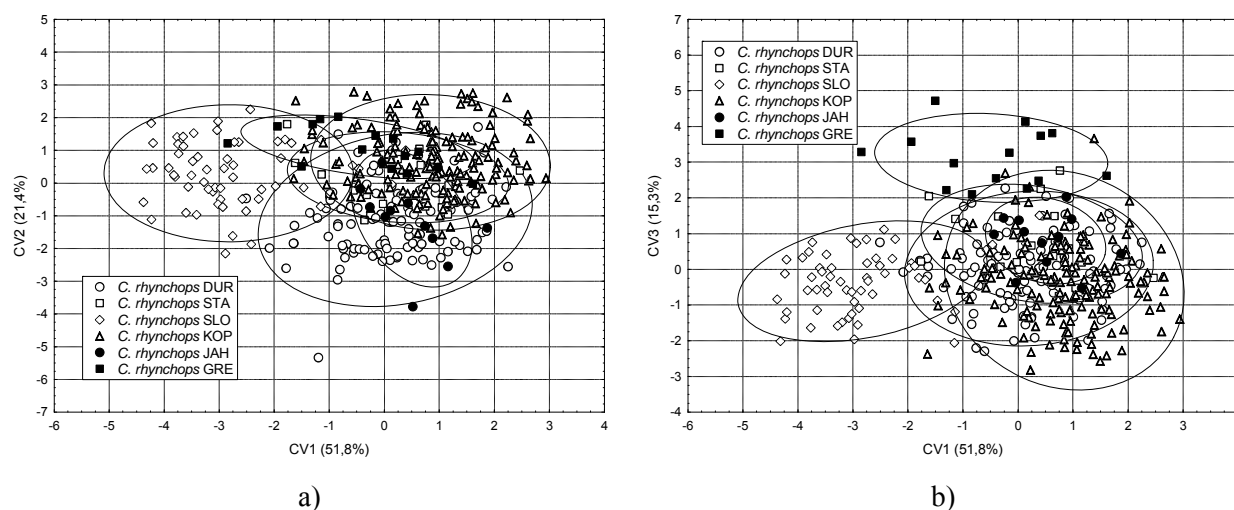 5
4
3
2
1
0
-1
-2
-3
-4
-5
-6
-7
CV2 (21,4%)
C. rhynchops DUR
C. rhynchops STA
C. rhynchops SLO
C. rhynchops KOP
C. rhynchops JAH
C. rhynchops GRE
-6 -5 -4 -3 -2 -1 0 1 2 3 4
CV1 (51,8%)
a)
7
6
5
4
3
2
1
0
-1
-2
-3
-4
CV3 (15,3%)
C. rhynchops DUR
C. rhynchops STA
C. rhynchops SLO
C. rhynchops KOP
C. rhynchops JAH
C. rhynchops GRE
-6 -5 -4 -3 -2 -1 0 1 2 3 4
CV1 (51,8%)
b)